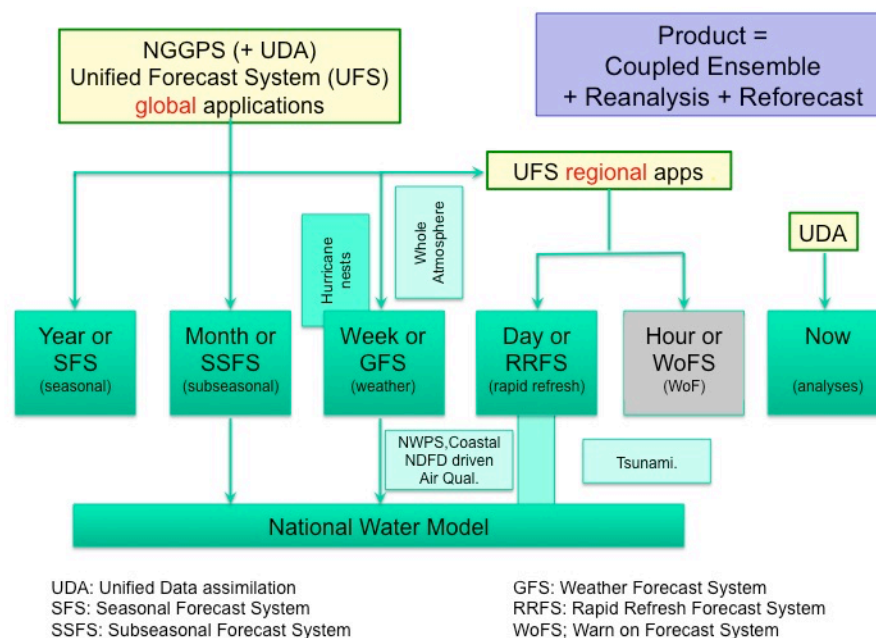 NGGPS (+ UDA)
Unified Forecast System (UFS)
global applications
Product =
Coupled Ensemble
+ Reanalysis + Reforecast
UFS regional apps
Hurricane
nests
Whole
Atmosphere
UDA
Year or
SFS
(seasonal)
Month or
SSFS
(subseasonal)
Week or
GFS
(weather)
Day or
RRFS
(rapid refresh)
Hour or
WoFS
(WoF)
Now
(analyses)
NWPS,Coastal
NDFD driven
Air Qual.
Tsunami.
National Water Model
UDA: Unified Data assimilation
SFS: Seasonal Forecast System
SSFS: Subseasonal Forecast System
GFS: Weather Forecast System
RRFS: Rapid Refresh Forecast System
WoFS; Warn on Forecast System